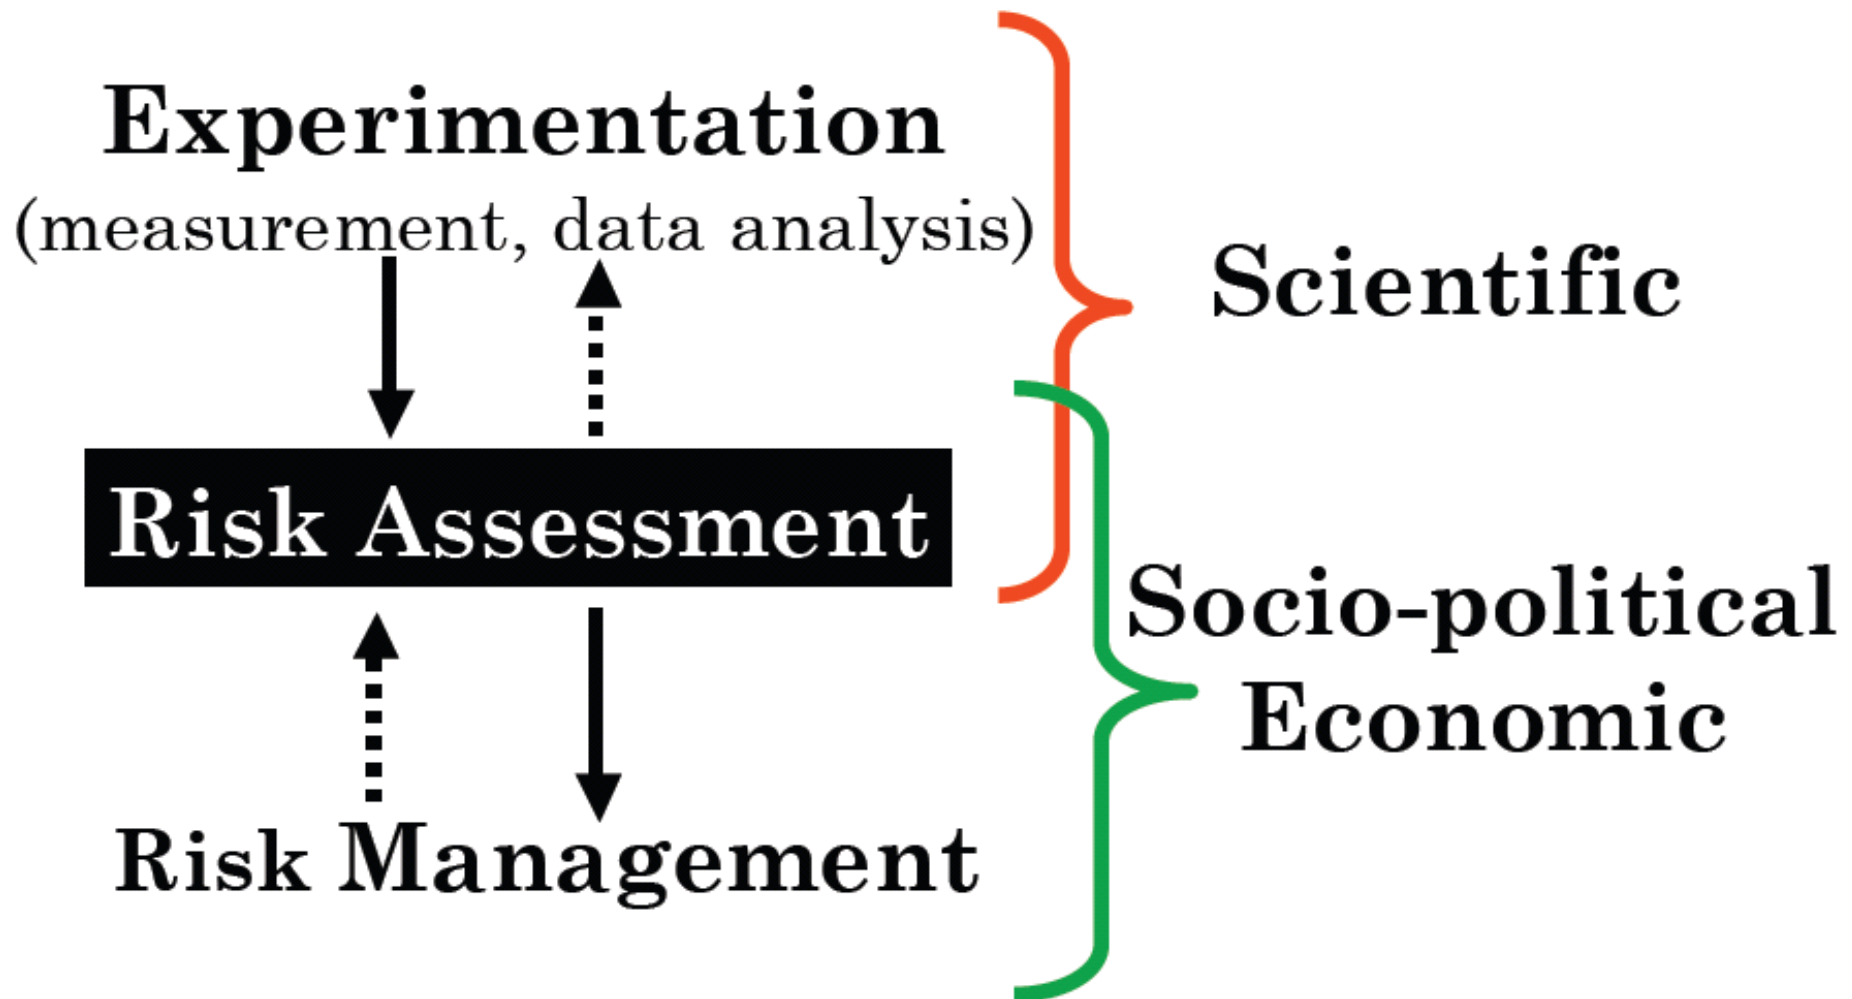 Experimentation
(measurement, data analysis)
Scientific
Risk Assessment
Socio-political
Economic
Risk Management